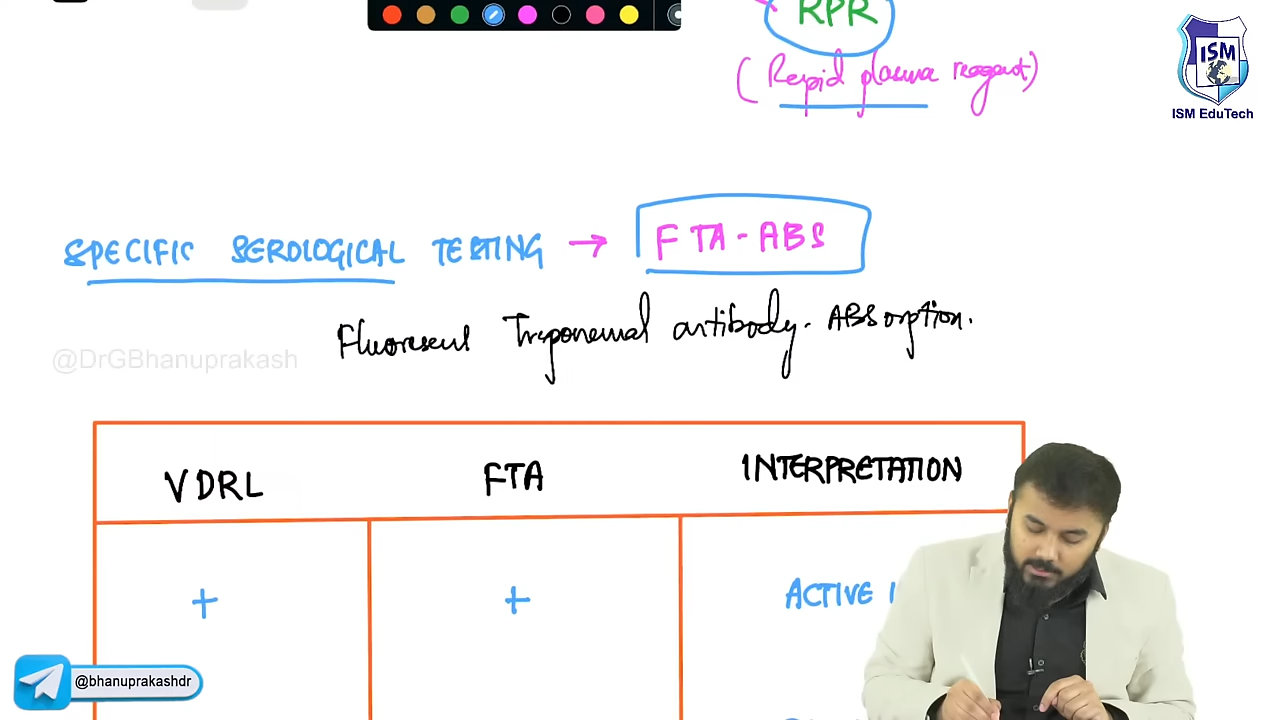 RPR
(Rapid plasma reagent)
ISM
ISM EduTech
SPECIFIC SEROLOGICAL TESTING → FTA-ABS
Fluoresent Treponemal antibody-ABSorption.
@DrGBhanuprakash
VDRL FTA INTERPRETATION
+ + ACTIVE
@bhanuprakashdr